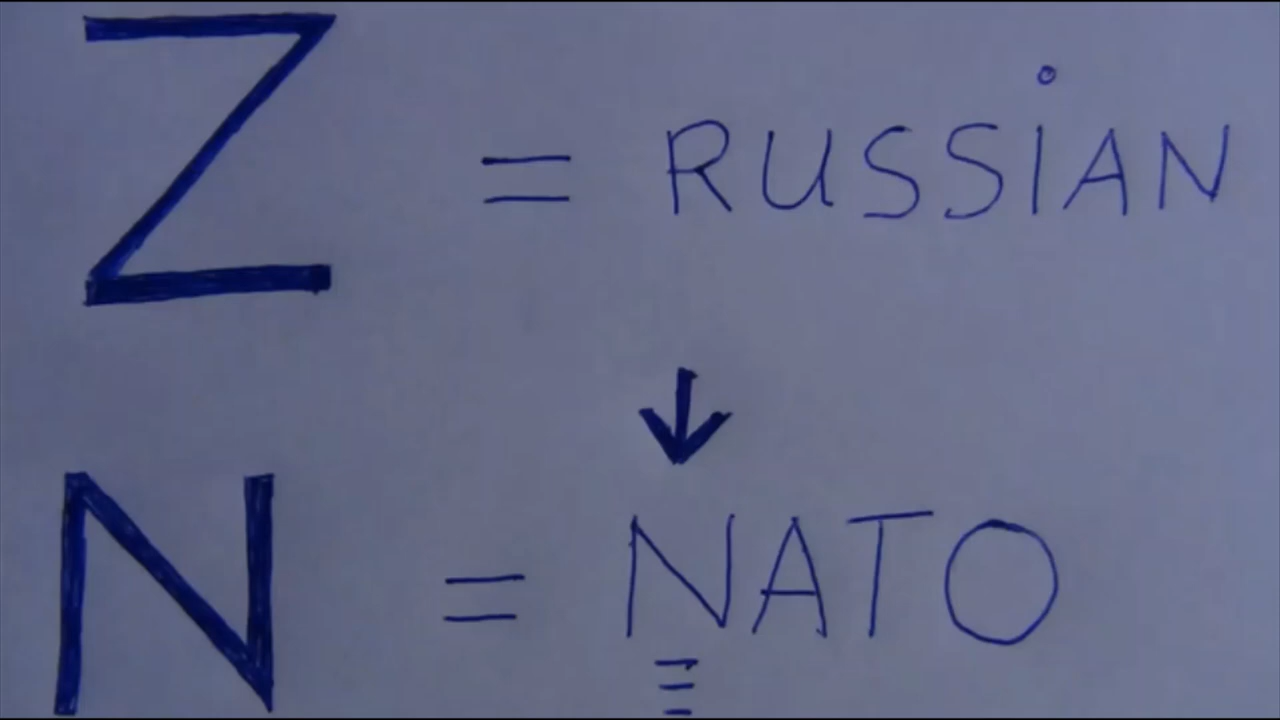 Z = RUSSIAN
N = NATO